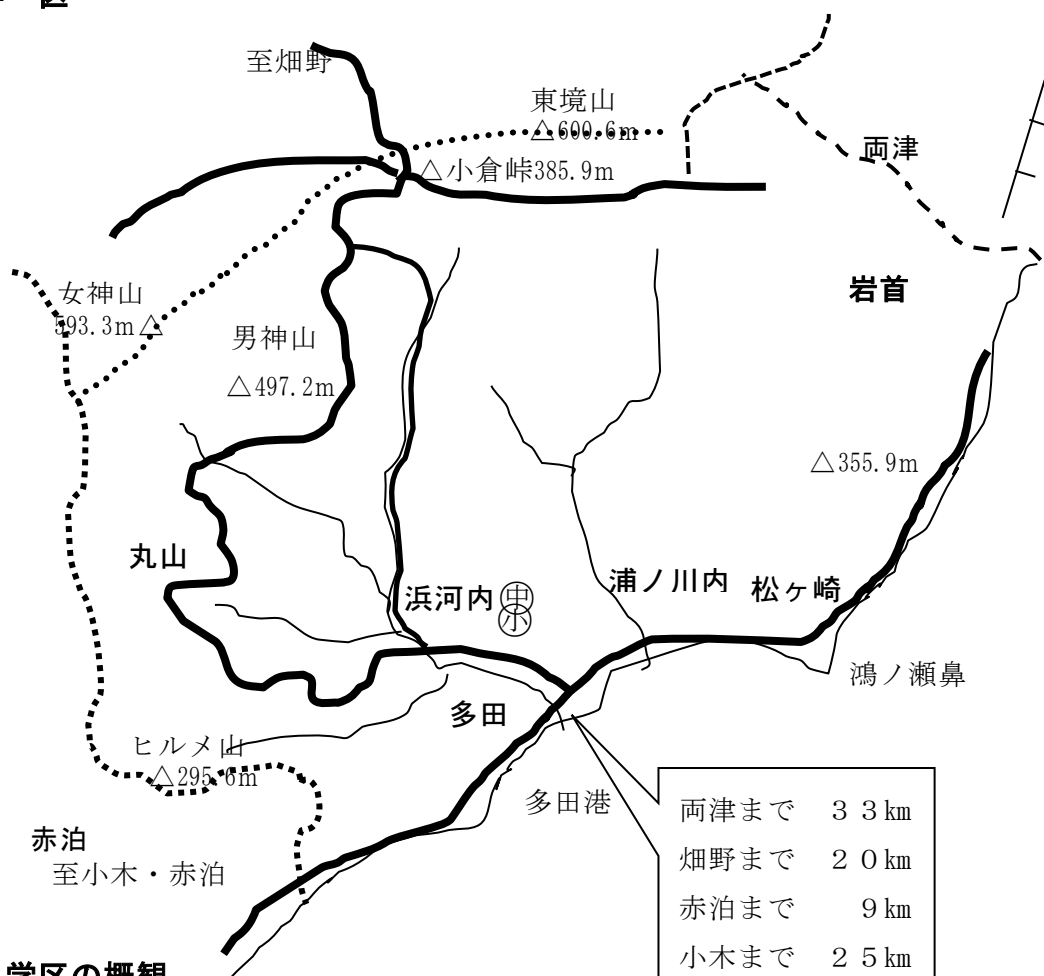 区
至畑野
東境山
△600.6m
両津
△小倉峠385.9m
岩首
女神山
593.3m△
男神山
△497.2m
△355.9m
丸山
浜河内
中
小
浦ノ川内
松ヶ崎
鴻ノ瀬鼻
多田
ヒルメ山
△295.6m
多田港
赤泊
至小木・赤泊
両津まで　３３km
畑野まで　２０km
赤泊まで　９km
小木まで　２５km
学区の概観